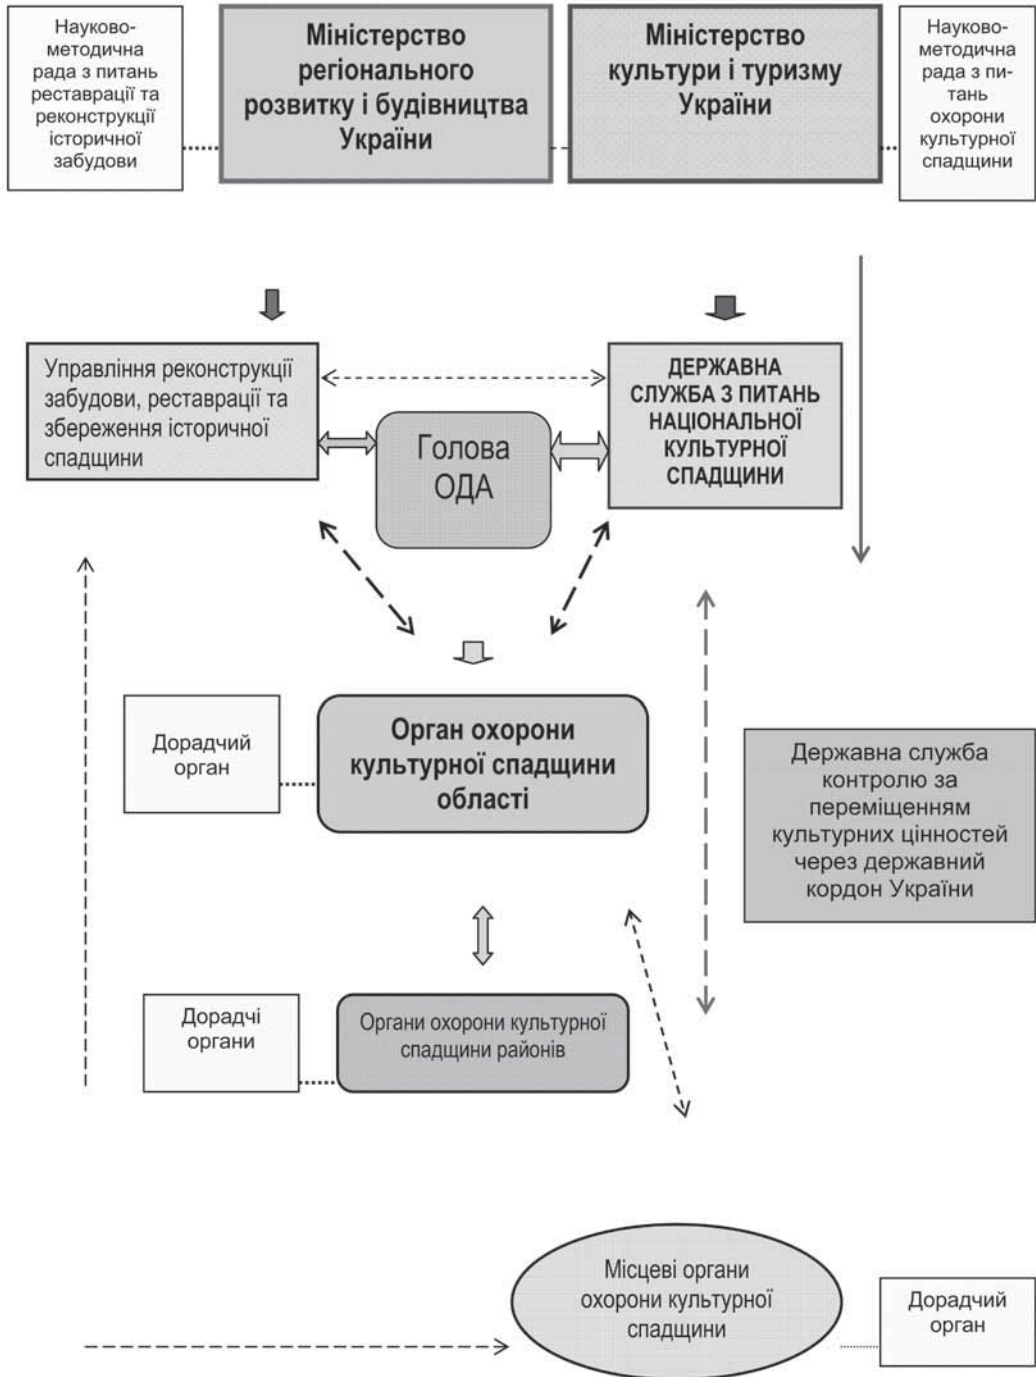 Науково-
методична
рада з питань
реставрації та
реконструкції
історичної
забудови
Міністерство
регіонального
розвитку і будівництва
України
Міністерство
культури і туризму
України
Науково-
методична
рада з пи-
тань
охорони
культурної
спадщини
Управління реконструкції
забудови, реставрації та
збереження історичної
спадщини
Голова
ОДА
ДЕРЖАВНА
СЛУЖБА З ПИТАНЬ
НАЦІОНАЛЬНОЇ
КУЛЬТУРНОЇ
СПАДЩИНИ
Дорадчий
орган
Орган охорони
культурної спадщини
області
Державна служба
контролю за
переміщенням
культурних цінностей
через державний
кордон України
Дорадчі
органи
Органи охорони культурної
спадщини районів
Місцеві органи
охорони культурної
спадщини
Дорадчий
орган